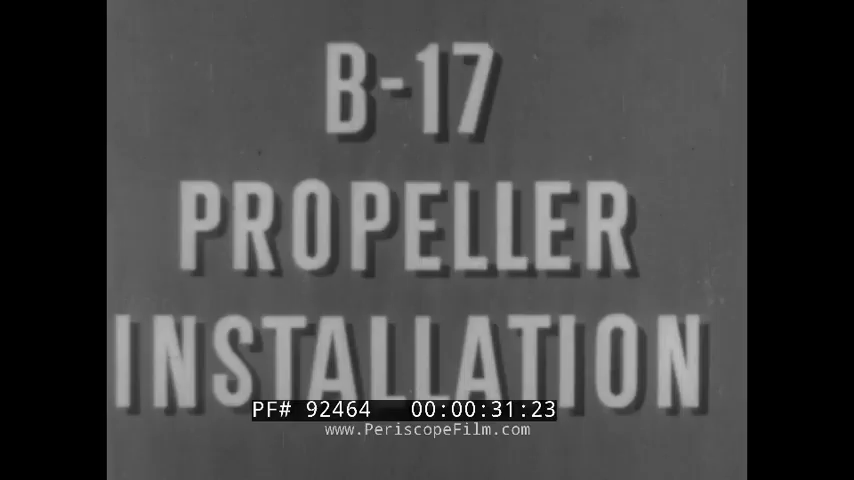 B-17
PROPELLER
INSTALLATION
PF# 92464 00:00:31:23
www.PeriscopeFilm.com